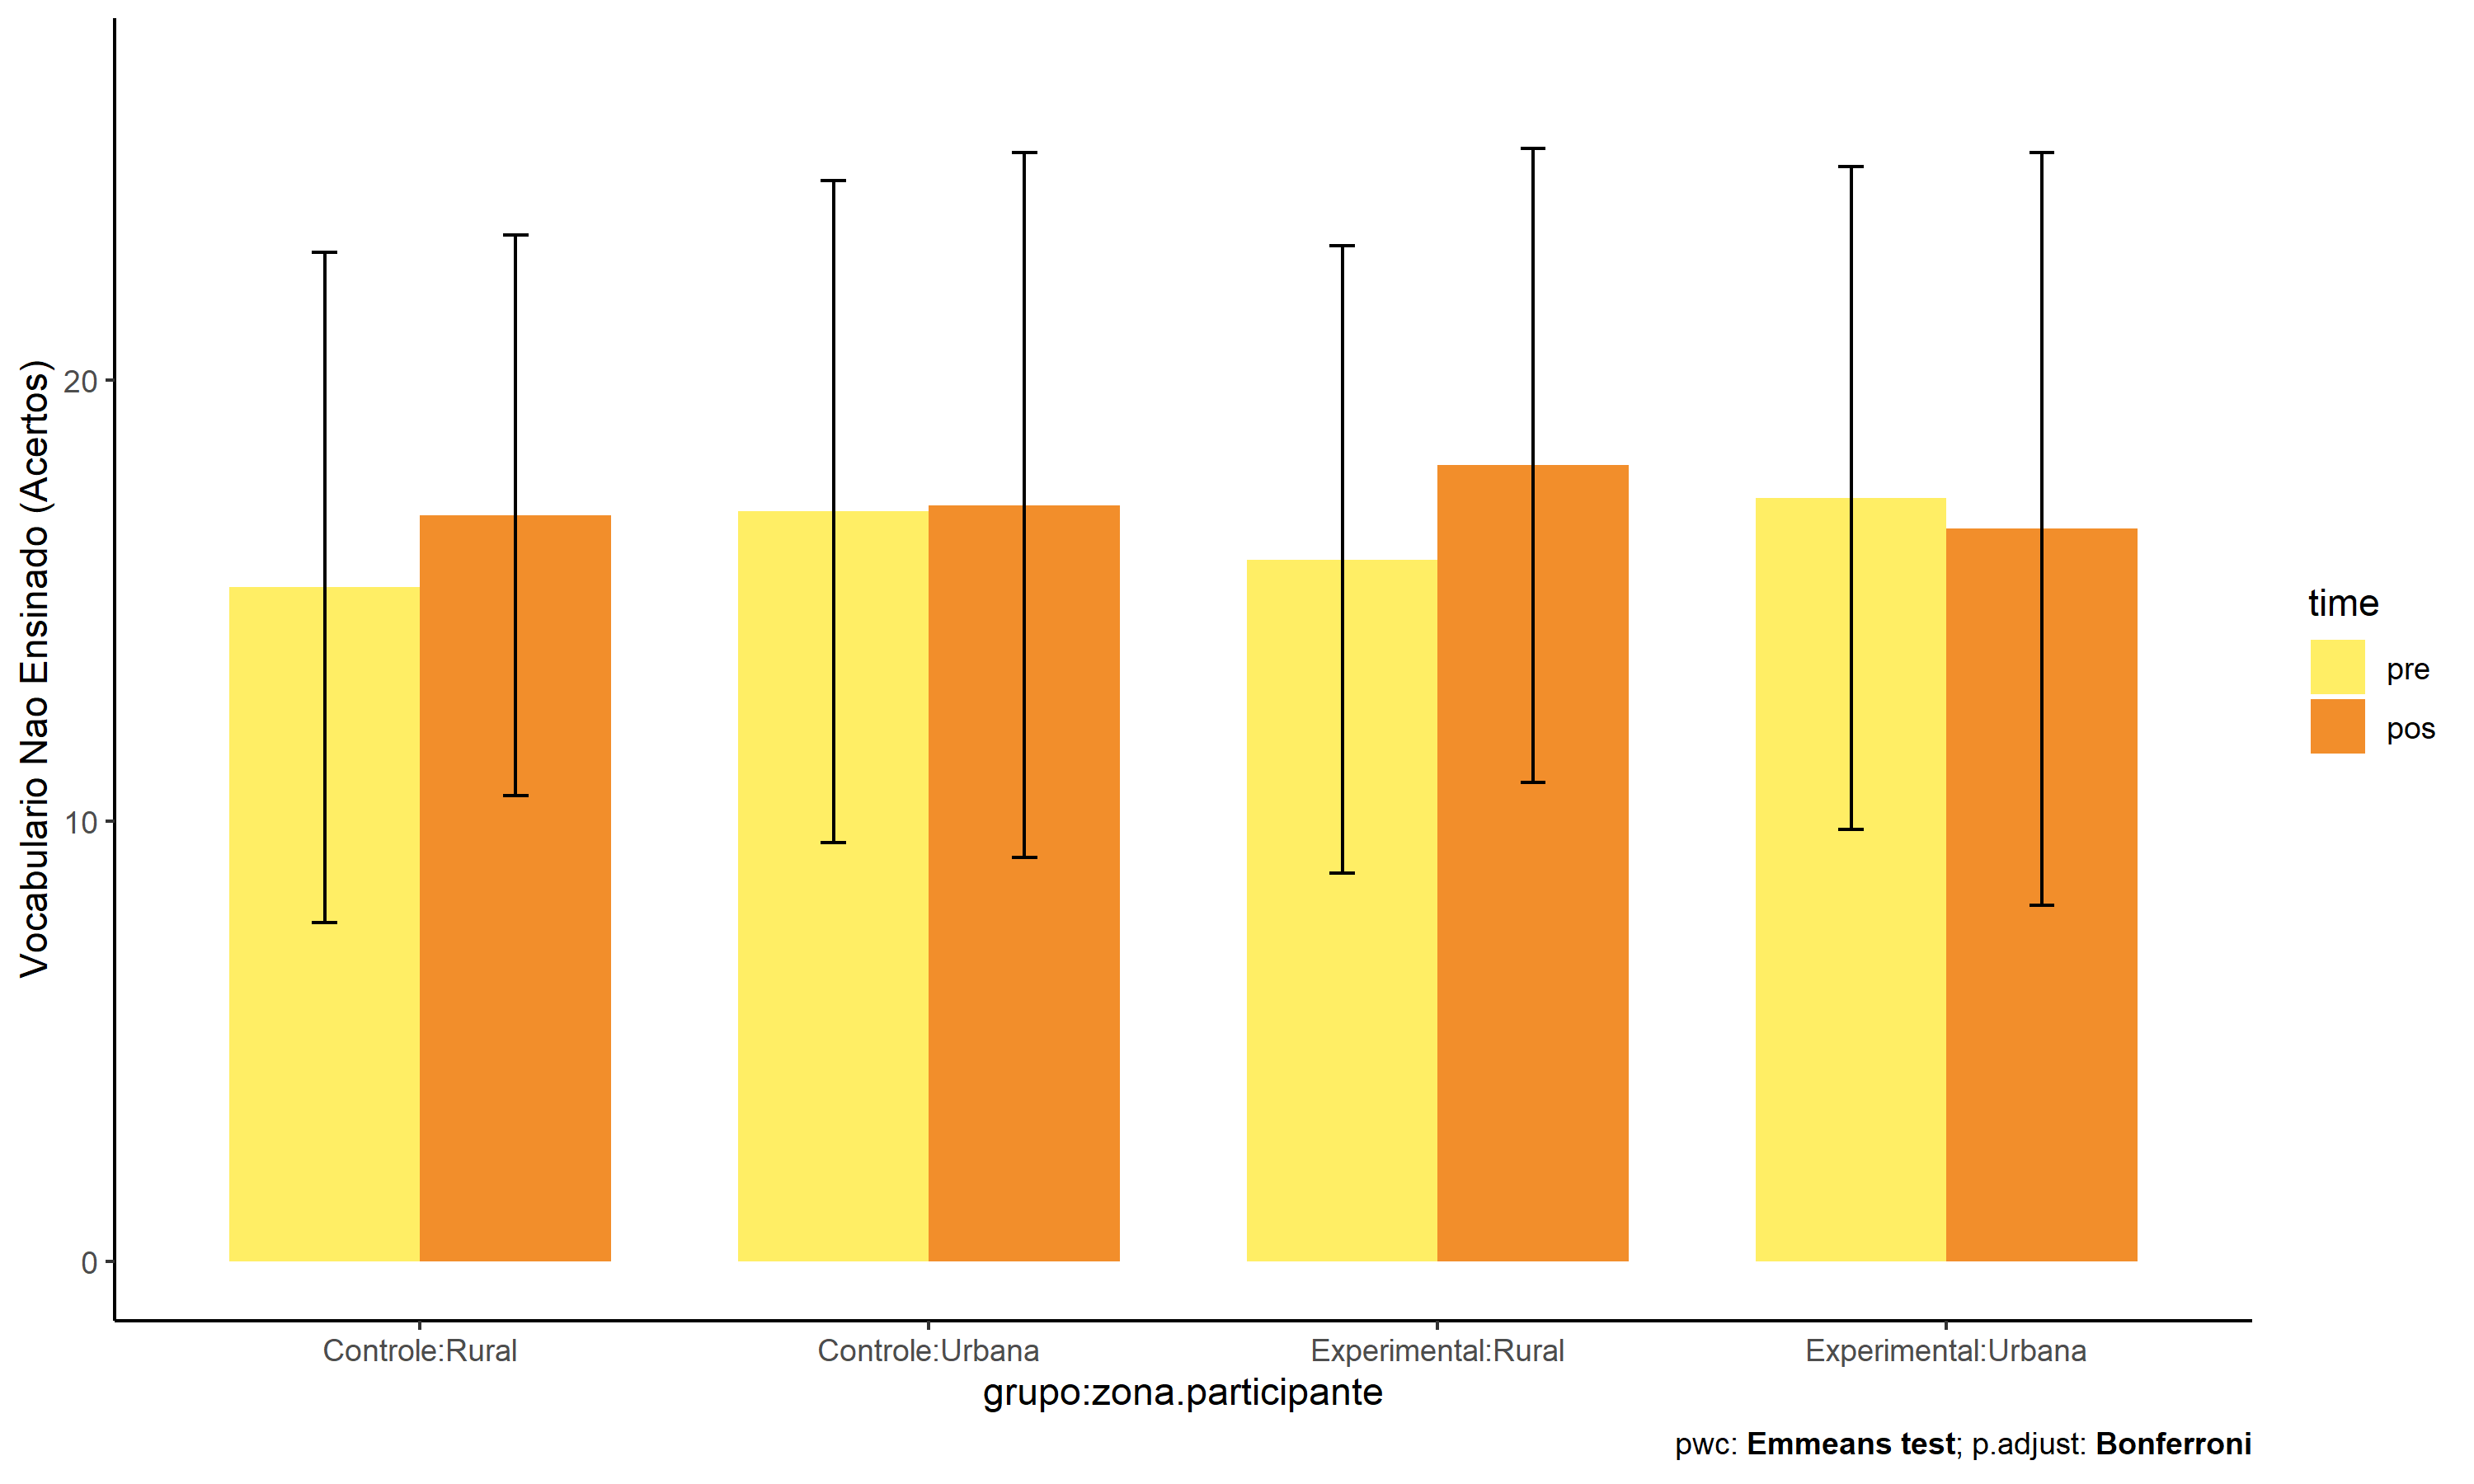 Vocabulario Nao Ensinado (Acertos)
20
10
0
Controle:Rural
Controle:Urbana
Experimental:Rural
Experimental:Urbana
grupo:zona.participante
time
pre
pos
pwc: Emmeans test; p.adjust: Bonferroni